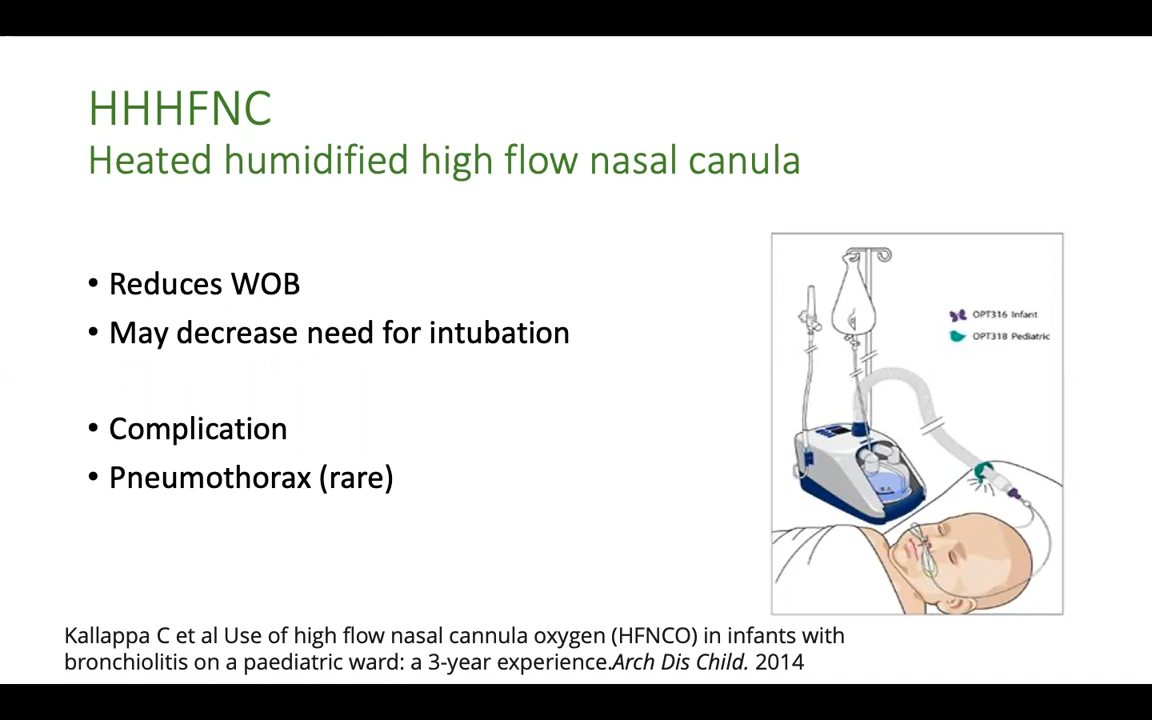 HHHFNC
Heated humidified high flow nasal canula
• Reduces WOB
• May decrease need for intubation
• Complication
• Pneumothorax (rare)
OPT316 Infant
OPT318 Pediatric
Kallappa C et al Use of high flow nasal cannula oxygen (HFNCO) in infants with
bronchiolitis on a paediatric ward: a 3-year experience.Arch Dis Child. 2014